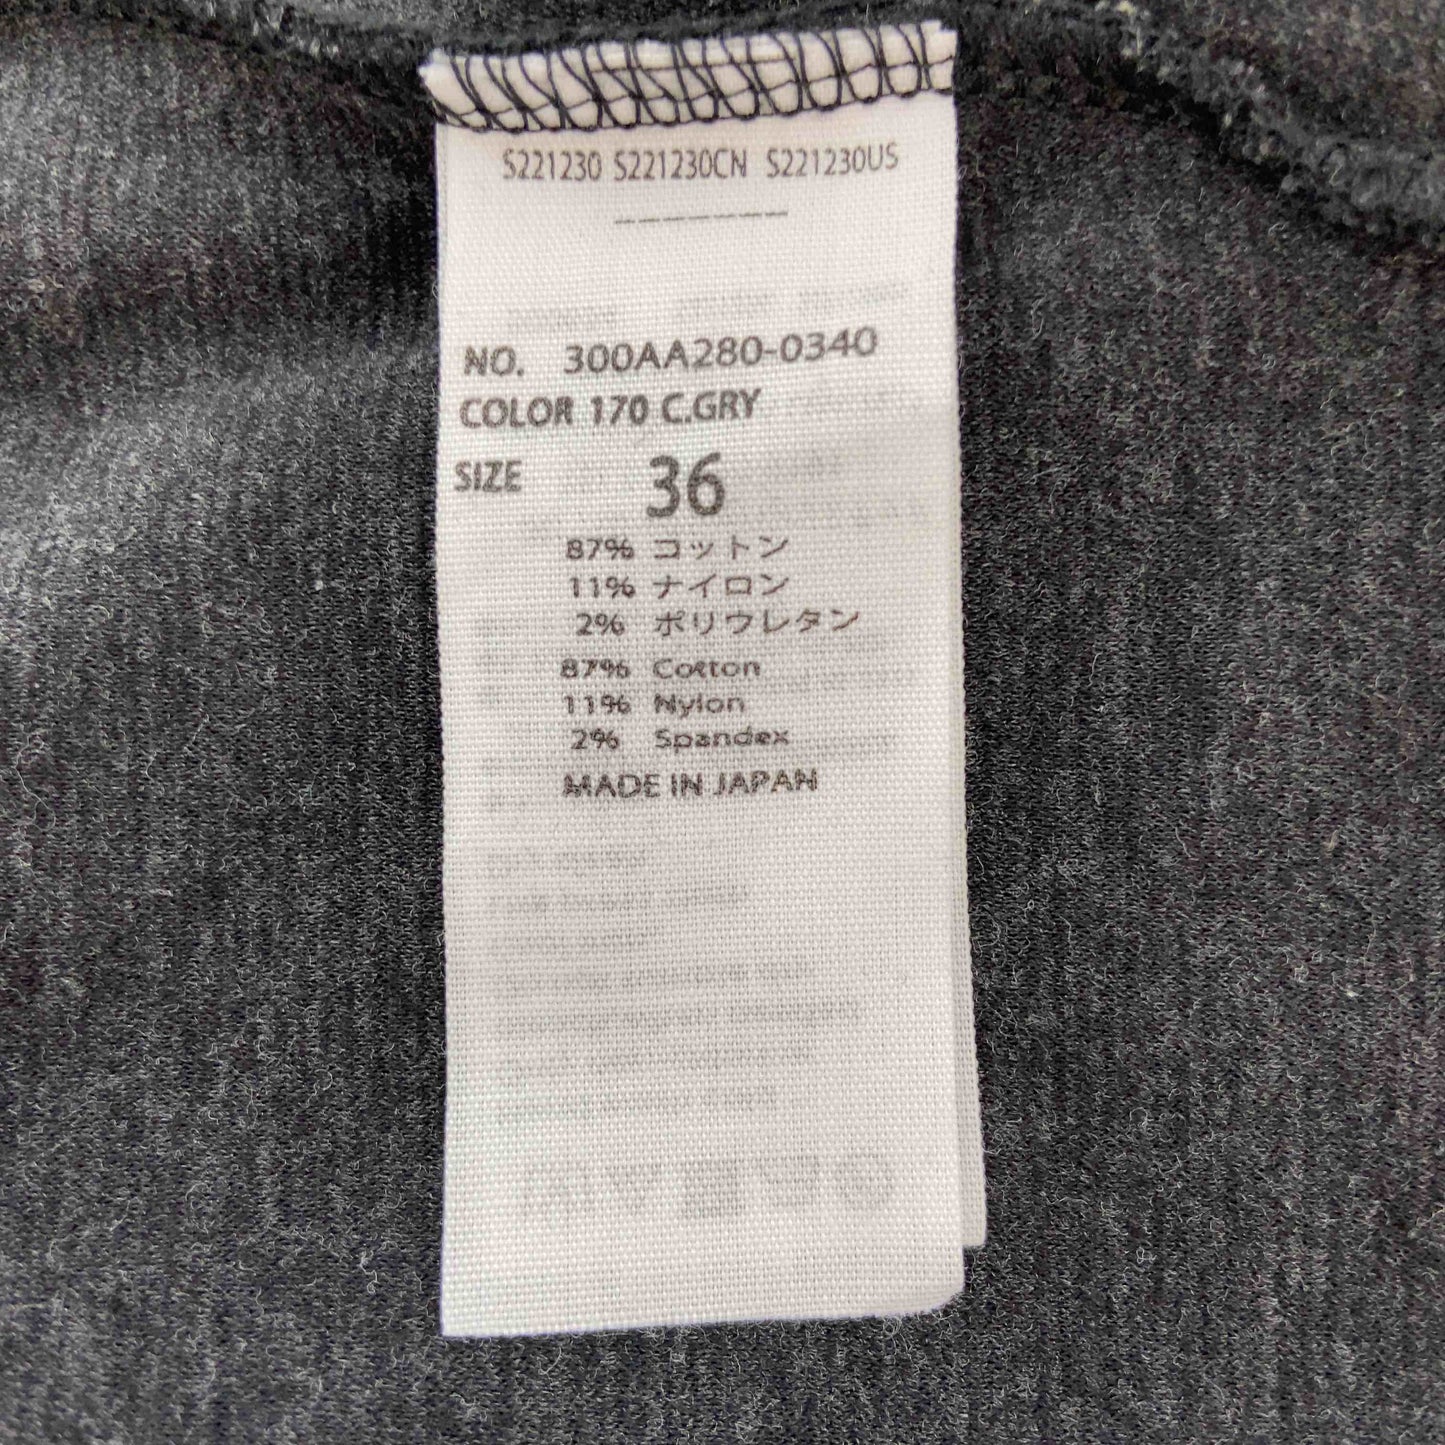 S221230 S221230CN S221230US
-------
NO. 300AA280-0340
COLOR 170 C.GRY
SIZE 36
87% コットン
11% ナイロン
2% ポリウレタン
87% Cotton
11% Nylon
2% Spandex
MADE IN JAPAN